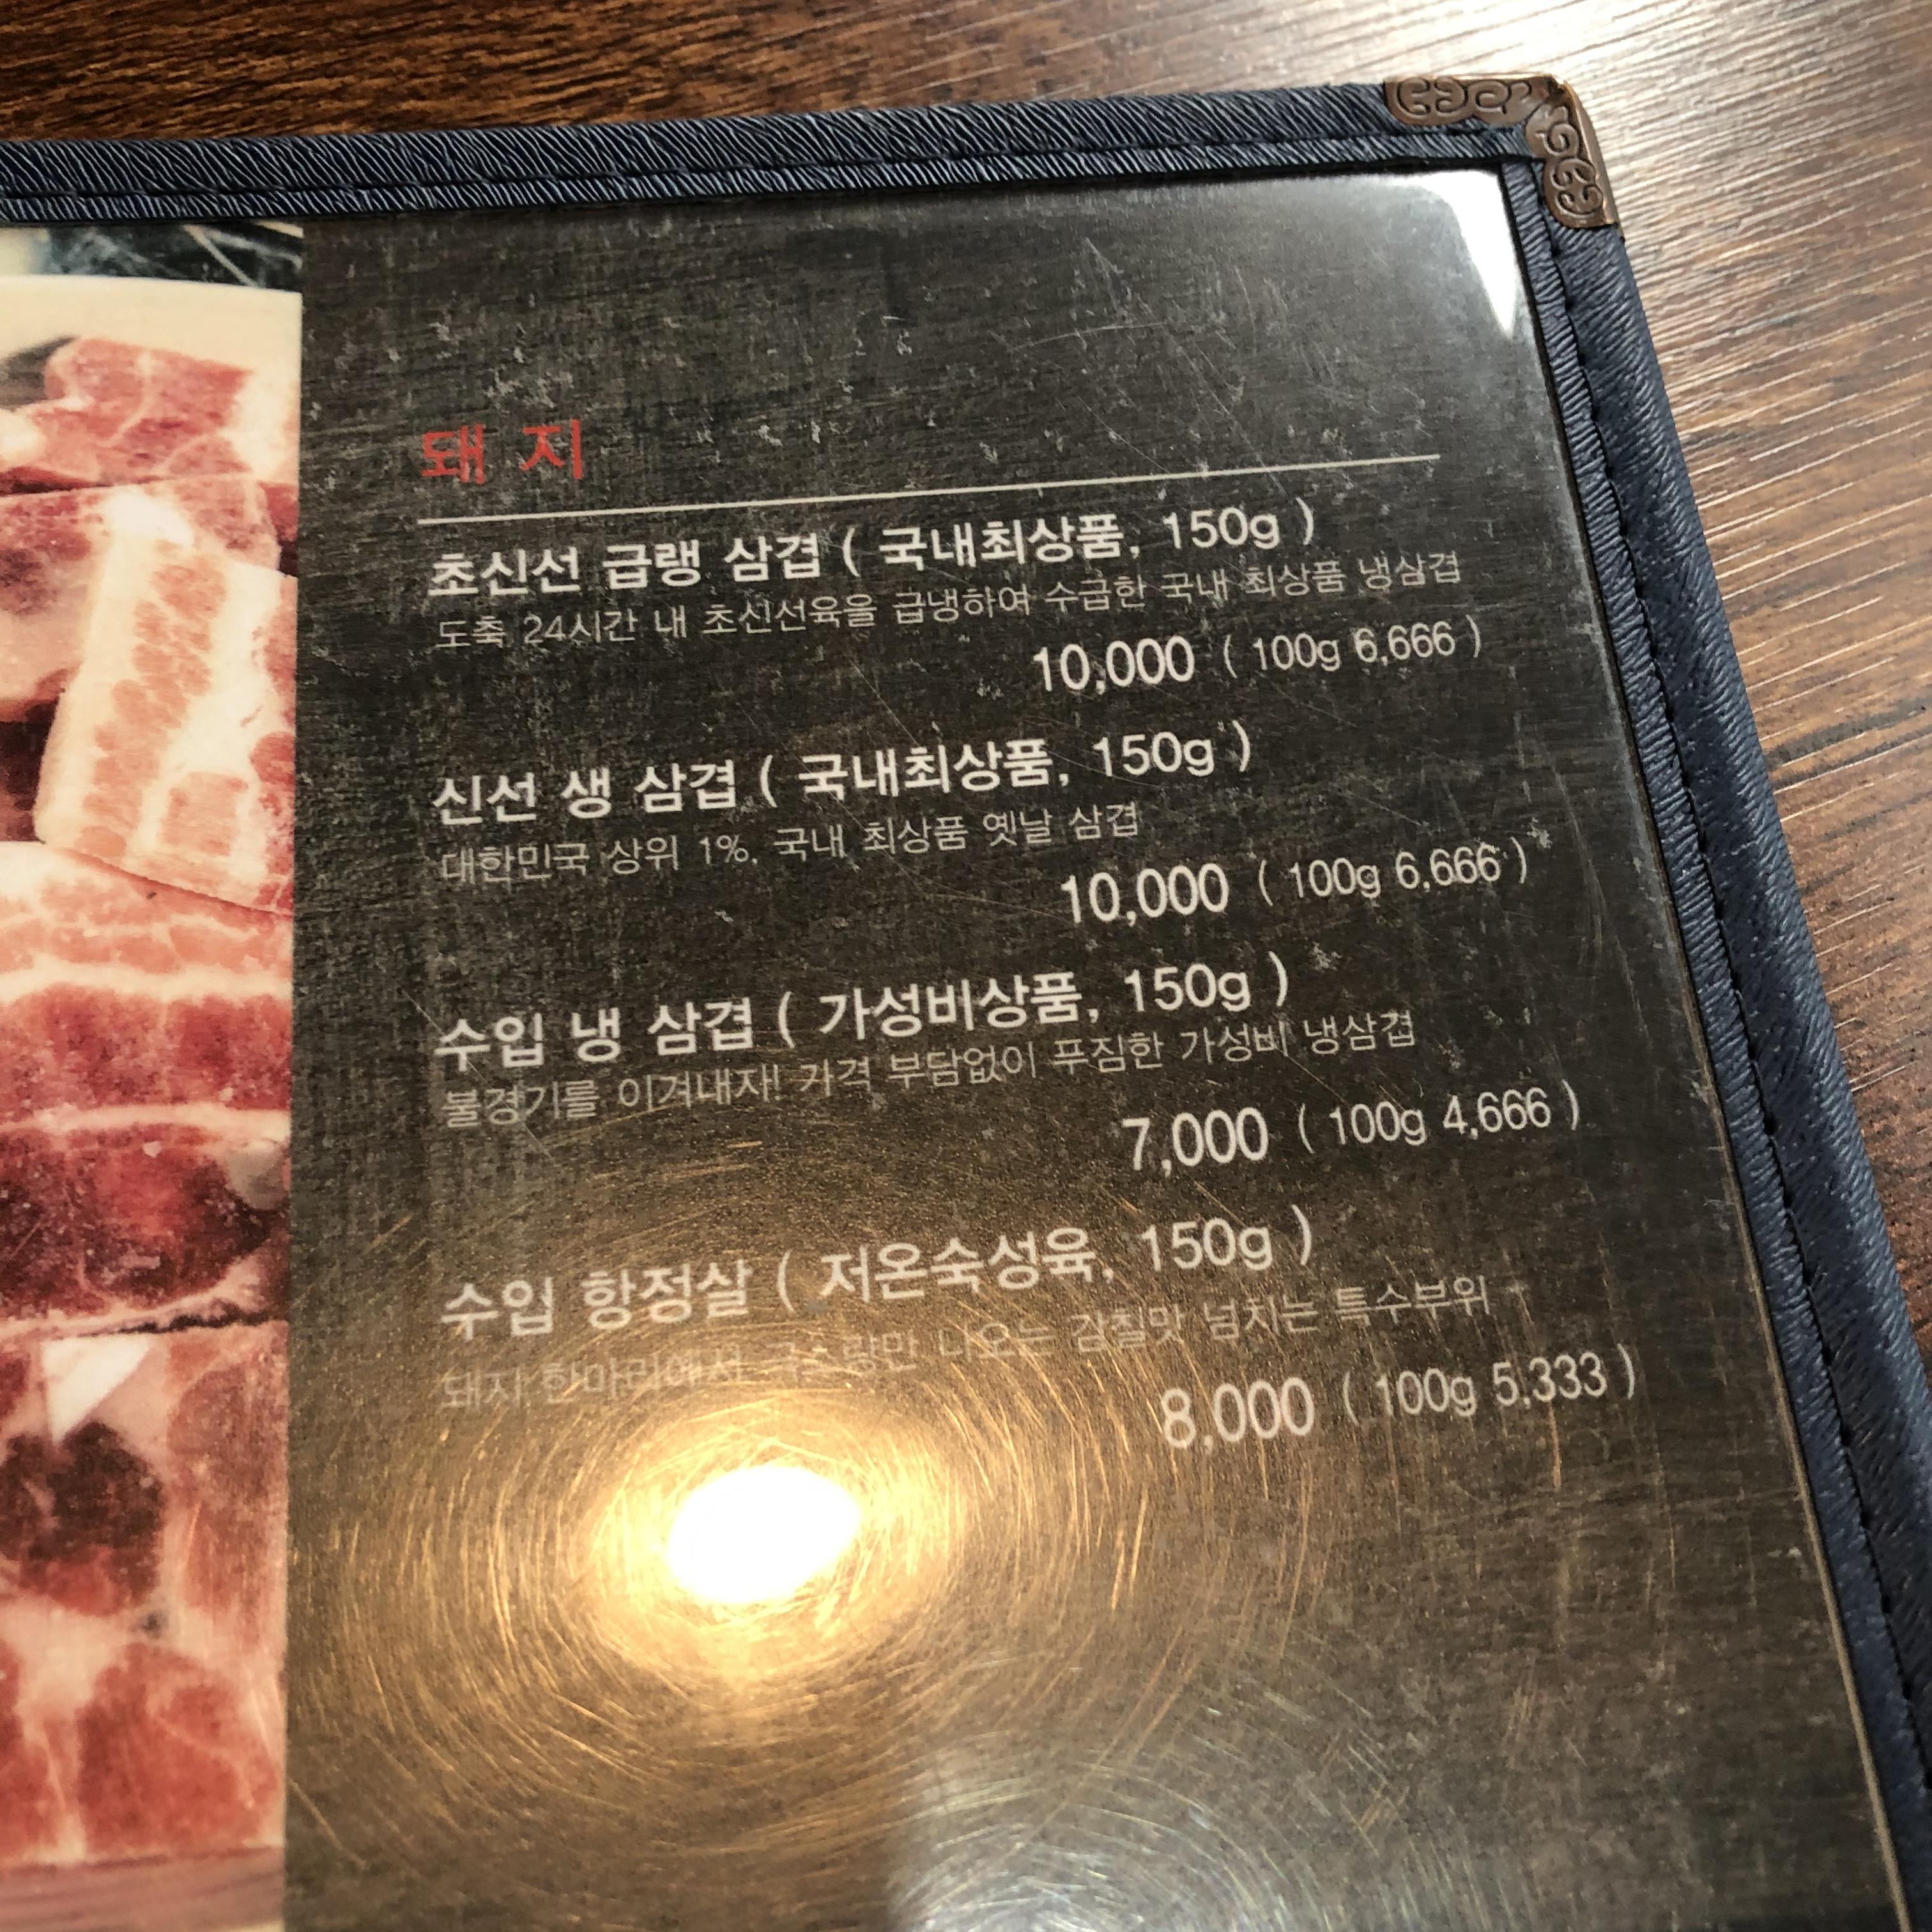 돼지
초신선 급랭 삼겹 ( 국내최상품, 150g )
도축 24시간 내 초신선육을 급냉하여 수급한 국내 최상품 냉삼겹
10,000 ( 100g 6,666 )
신선 생 삼겹 ( 국내최상품, 150g )
대한민국 상위 1%, 국내 최상품 옛날 삼겹
10,000 ( 100g 6,666 )
수입 냉 삼겹 ( 가성비상품, 150g )
불경기를 이겨내자! 가격 부담없이 푸짐한 가성비 냉삼겹
7,000 ( 100g 4,666 )
수입 항정살 ( 저온숙성육, 150g )
돼지 한마리에서 극소량만 나오는 감칠맛 넘치는 특수부위
8,000 ( 100g 5,333 )